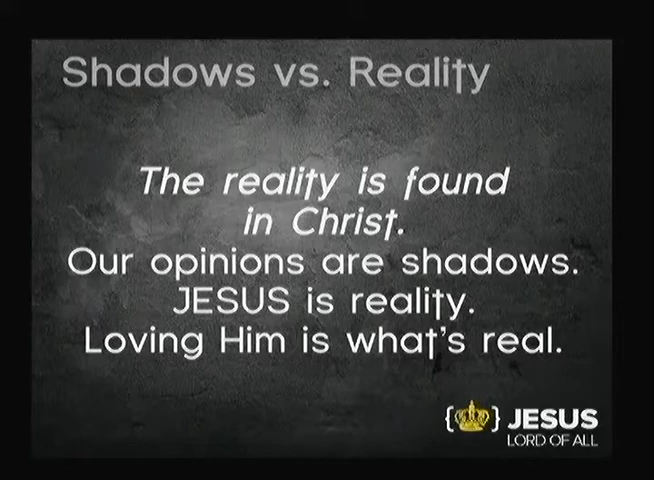 Shadows vs. Reality
The reality is found
in Christ.
Our opinions are shadows.
JESUS is reality.
Loving Him is what's real.
{ } JESUS
LORD OF ALL